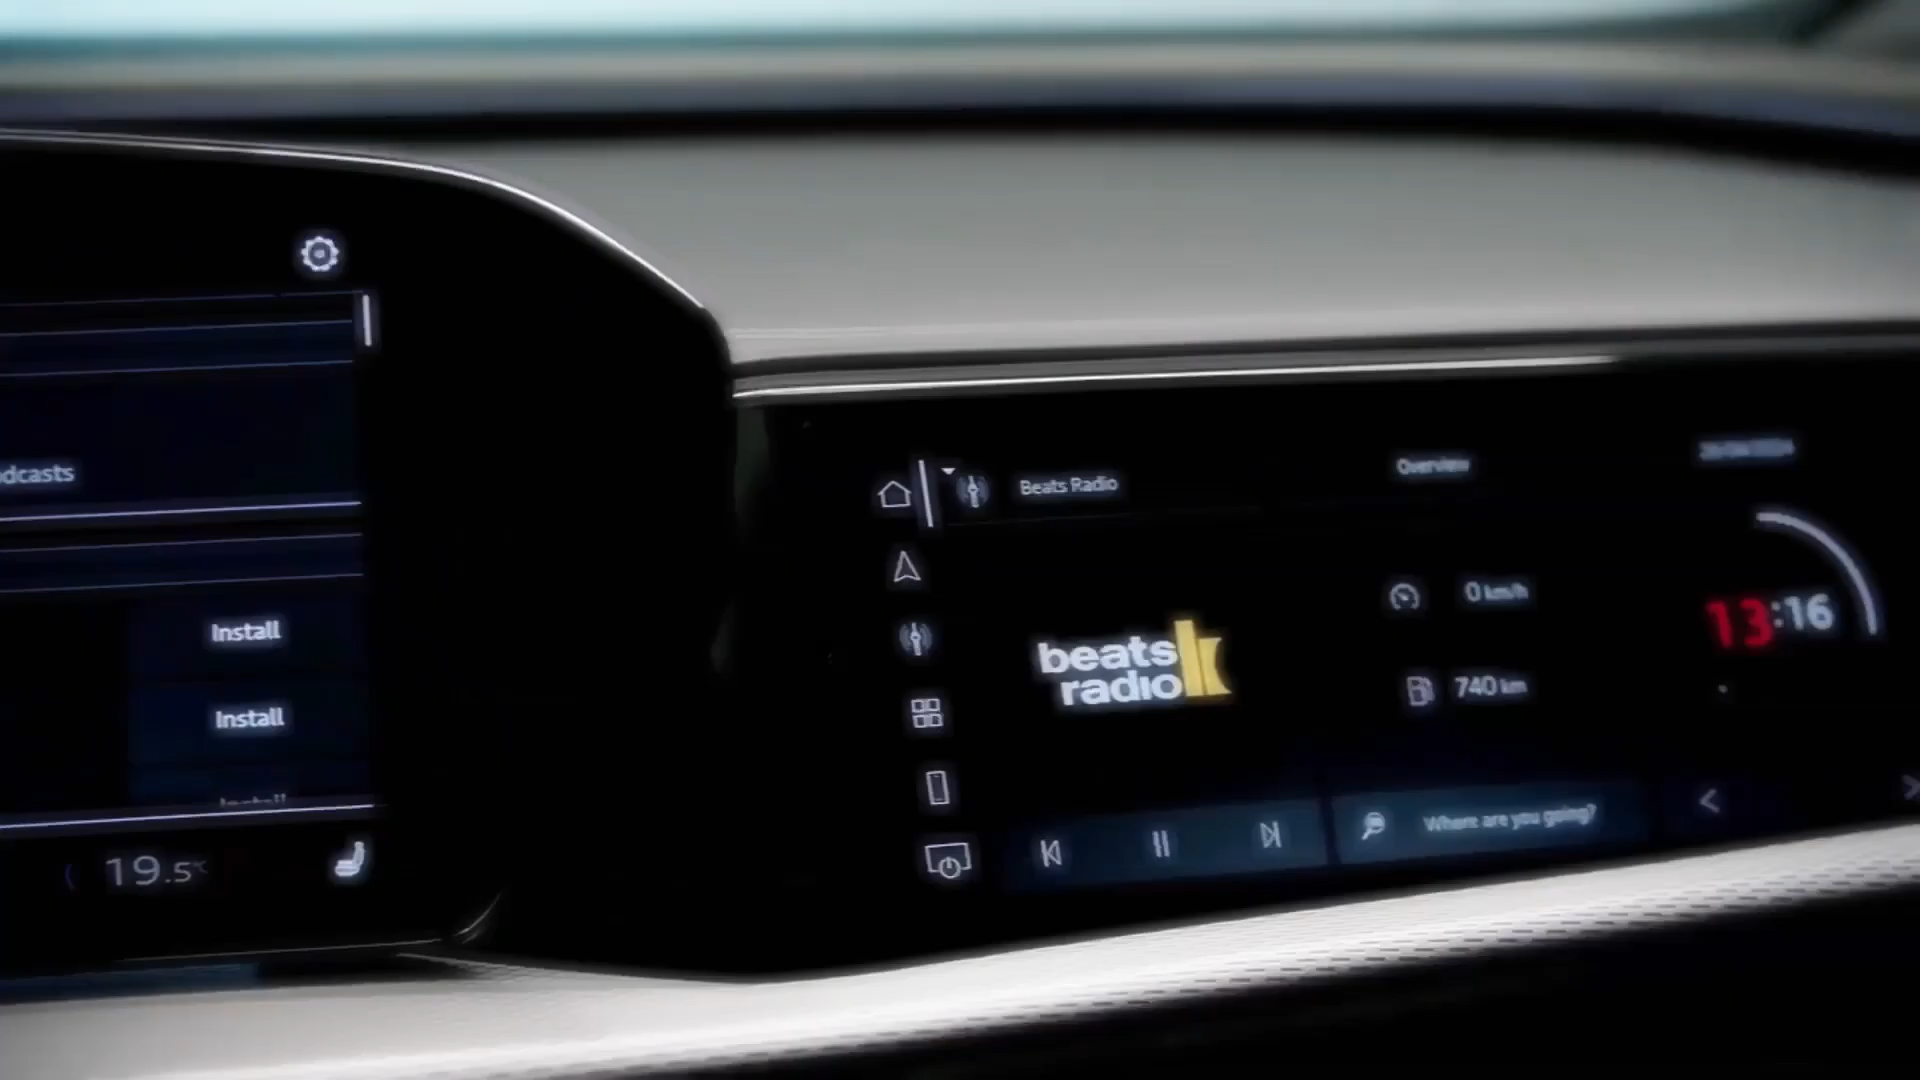 dcasts
Install
Install
Install
19.5°C
Beats Radio
Overview
beats
radio
0 km/h
740 km
13:16
Where are you going?